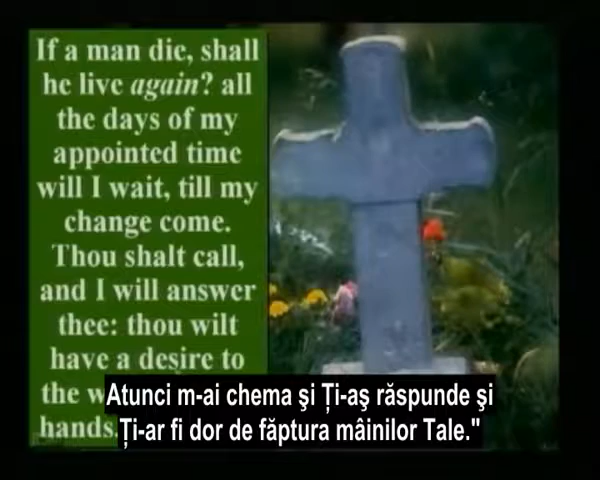 If a man die, shall
he live again? all
the days of my
appointed time
will I wait, till my
change come.
Thou shalt call,
and I will answer
thee: thou wilt
have a desire to
the w
hands.
Atunci m-ai chema şi Ţi-aş răspunde şi
Ţi-ar fi dor de făptura mâinilor Tale."